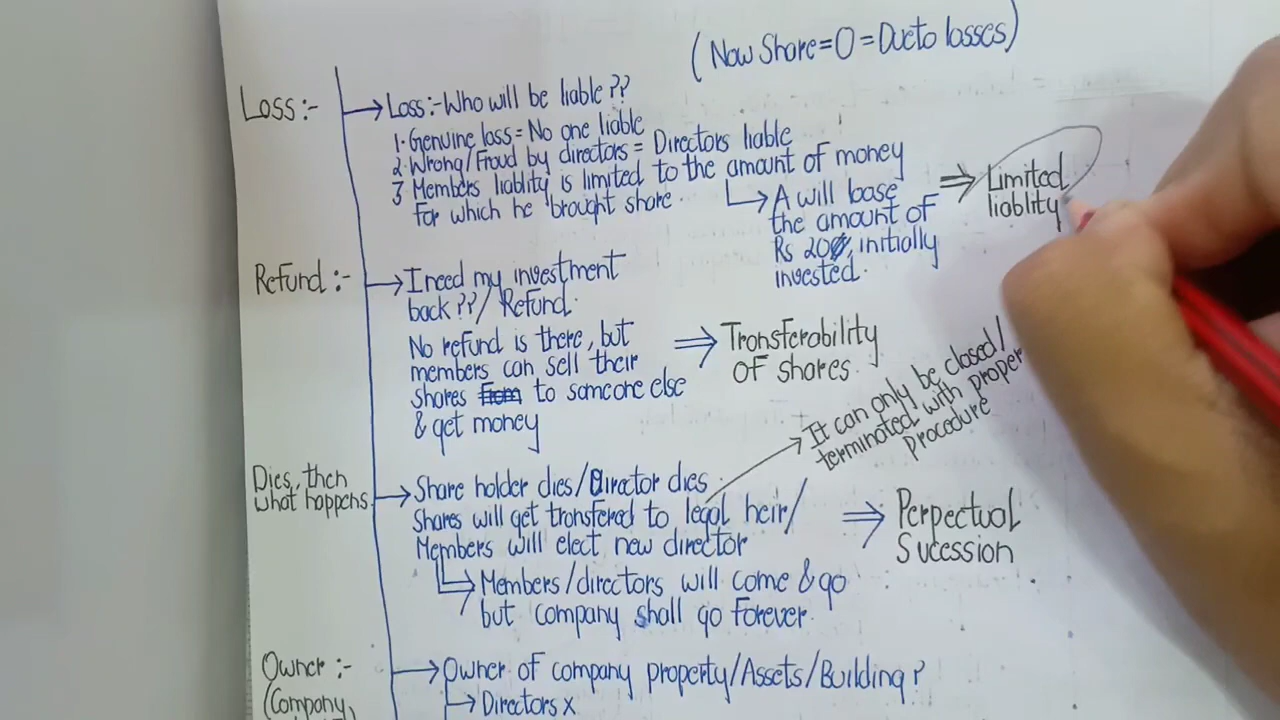 (Now Share=0=Due to losses)
Loss:-
Loss:-Who will be liable??
1. Genuine loss = No one liable
2. Wrong/Fraud by directors = Directors liable
3 Members liablity is limited to the amount of money
for which he brought share.
A will loose
the amount of
Rs 200, initially
invested.
⇒ Limited
liablity
Refund:-
I need my investment
back??/Refund.
No refund is there, but
members can sell their
shares from to someone else
& get money
⇒ Transferability
of shares.
It can only be closed/
terminated with proper
procedure
Dies, then
what happens
Share holder dies/Director dies
Shares will get transfered to legal heir/
Members will elect new director
⇒ Perpectual
Sucession
Members/directors will come & go
but company shall go forever.
Owner:-
(Company
Owner of company property/Assets/Building?
Directors x